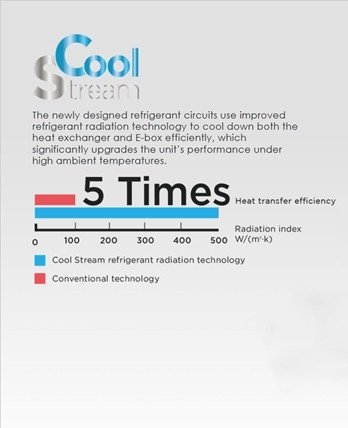 Cool
Stream
The newly designed refrigerant circuits use improved
refrigerant radiation technology to cool down both the
heat exchanger and E-box efficiently, which
significantly upgrades the unit's performance under
high ambient temperatures.
5 Times Heat transfer efficiency
0 100 200 300 400 500 Radiation index
W/(m²·k)
Cool Stream refrigerant radiation technology
Conventional technology